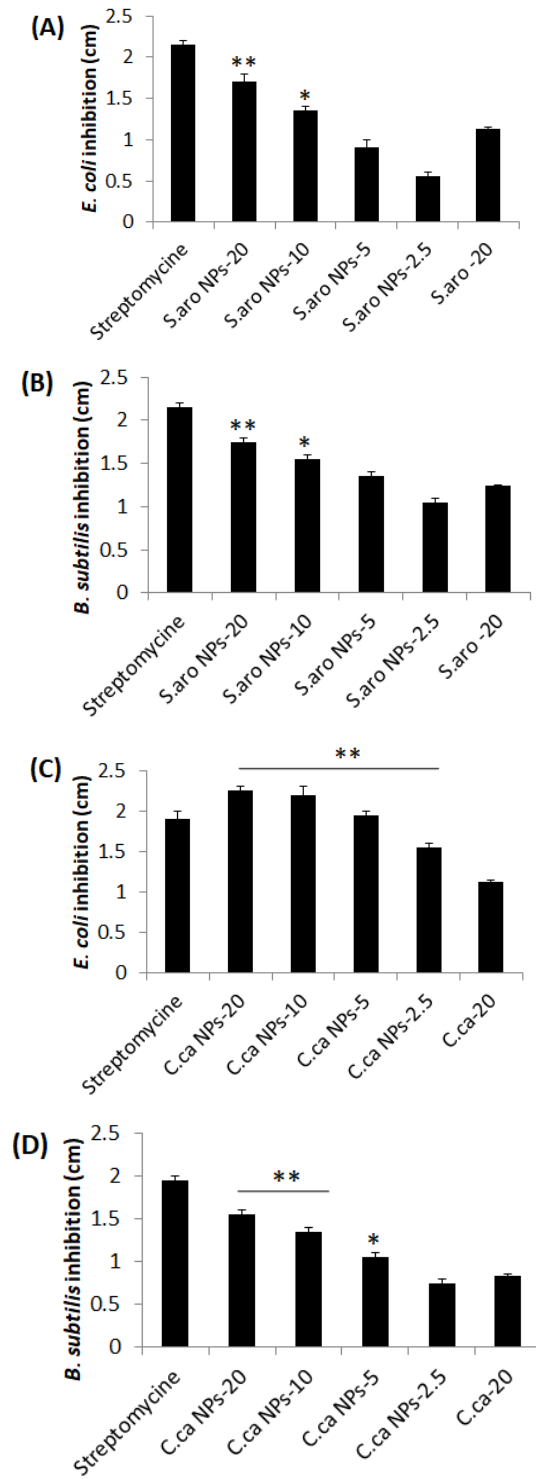 (A)
E. coli inhibition (cm)
2.5
2
1.5
1
0.5
0
**
*
Streptomycine
S.aro NPs-20
S.aro NPs-10
S.aro NPs-5
S.aro NPs-2.5
S.aro -20
(B)
B. subtilis inhibition (cm)
2.5
2
1.5
1
0.5
0
**
*
Streptomycine
S.aro NPs-20
S.aro NPs-10
S.aro NPs-5
S.aro NPs-2.5
S.aro -20
(C)
E. coli inhibition (cm)
2.5
2
1.5
1
0.5
0
**
Streptomycine
C.ca NPs-20
C.ca NPs-10
C.ca NPs-5
C.ca NPs-2.5
C.ca-20
(D)
B. subtilis inhibition (cm)
2.5
2
1.5
1
0.5
0
**
*
Streptomycine
C.ca NPs-20
C.ca NPs-10
C.ca NPs-5
C.ca NPs-2.5
C.ca-20